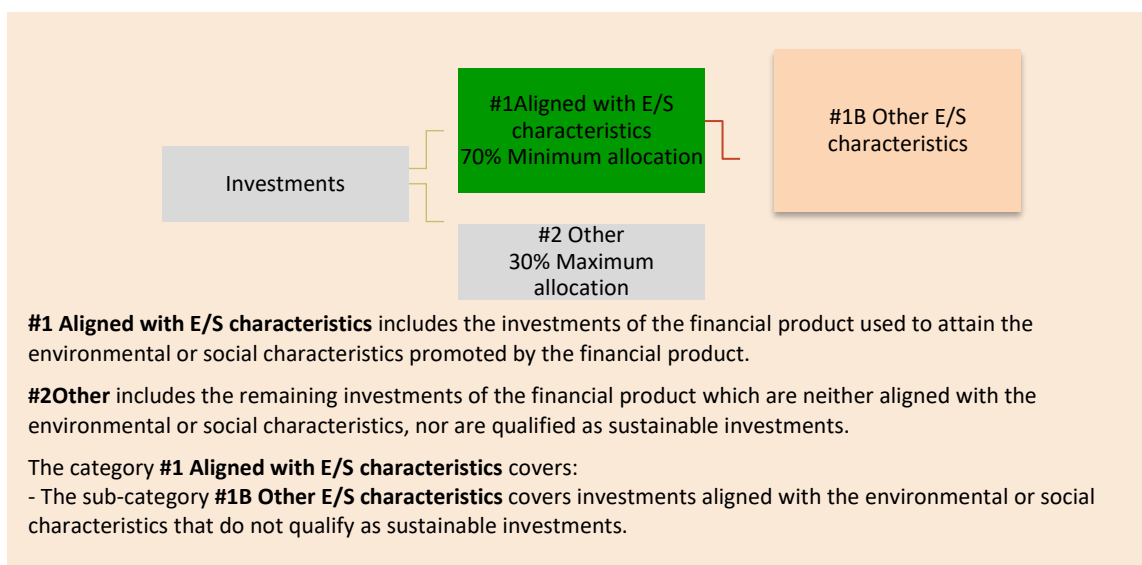 #1Aligned with E/S
characteristics
70% Minimum allocation
#1B Other E/S
characteristics
Investments
#2 Other
30% Maximum
allocation
#1 Aligned with E/S characteristics includes the investments of the financial product used to attain the
environmental or social characteristics promoted by the financial product.
#2Other includes the remaining investments of the financial product which are neither aligned with the
environmental or social characteristics, nor are qualified as sustainable investments.
The category #1 Aligned with E/S characteristics covers:
- The sub-category #1B Other E/S characteristics covers investments aligned with the environmental or social
characteristics that do not qualify as sustainable investments.